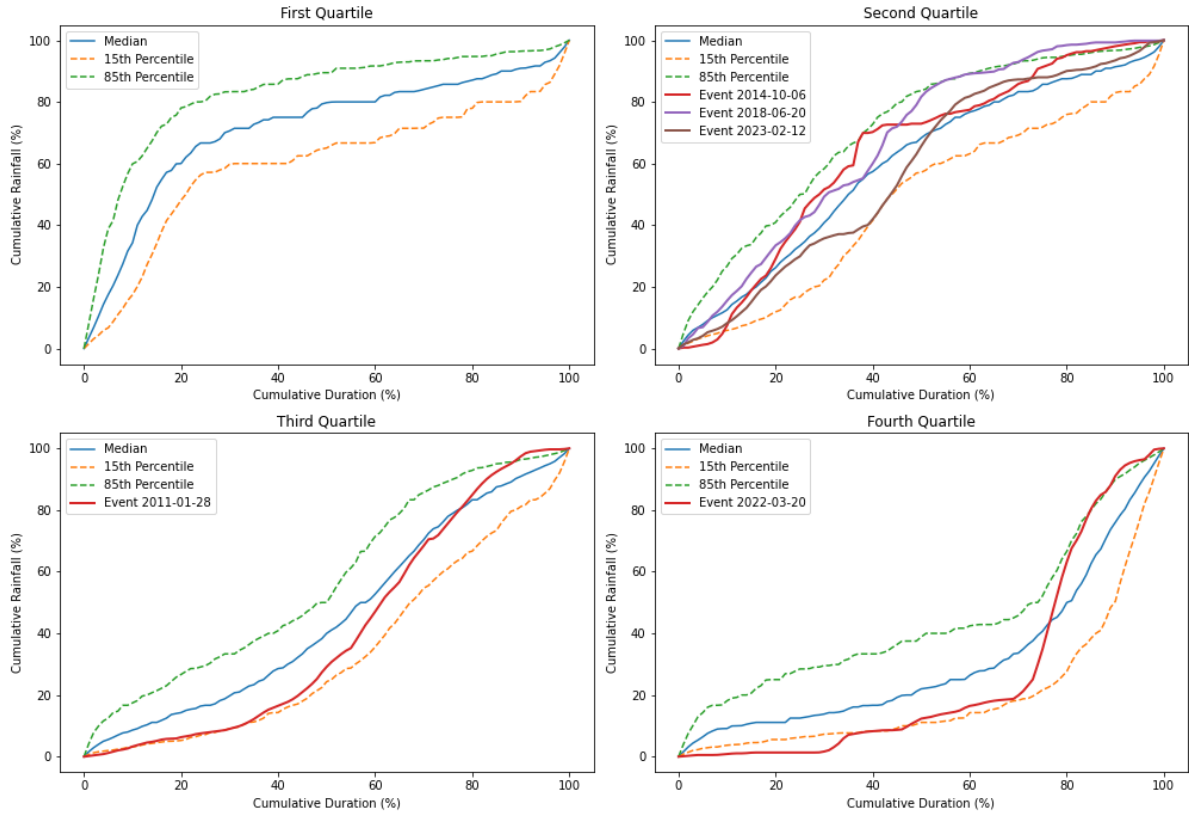 First Quartile
Median
15th Percentile
85th Percentile
Cumulative Rainfall (%)
100
80
60
40
20
0
0 20 40 60 80 100
Cumulative Duration (%)
Second Quartile
Median
15th Percentile
85th Percentile
Event 2014-10-06
Event 2018-06-20
Event 2023-02-12
Cumulative Rainfall (%)
100
80
60
40
20
0
0 20 40 60 80 100
Cumulative Duration (%)
Third Quartile
Median
15th Percentile
85th Percentile
Event 2011-01-28
Cumulative Rainfall (%)
100
80
60
40
20
0
0 20 40 60 80 100
Cumulative Duration (%)
Fourth Quartile
Median
15th Percentile
85th Percentile
Event 2022-03-20
Cumulative Rainfall (%)
100
80
60
40
20
0
0 20 40 60 80 100
Cumulative Duration (%)